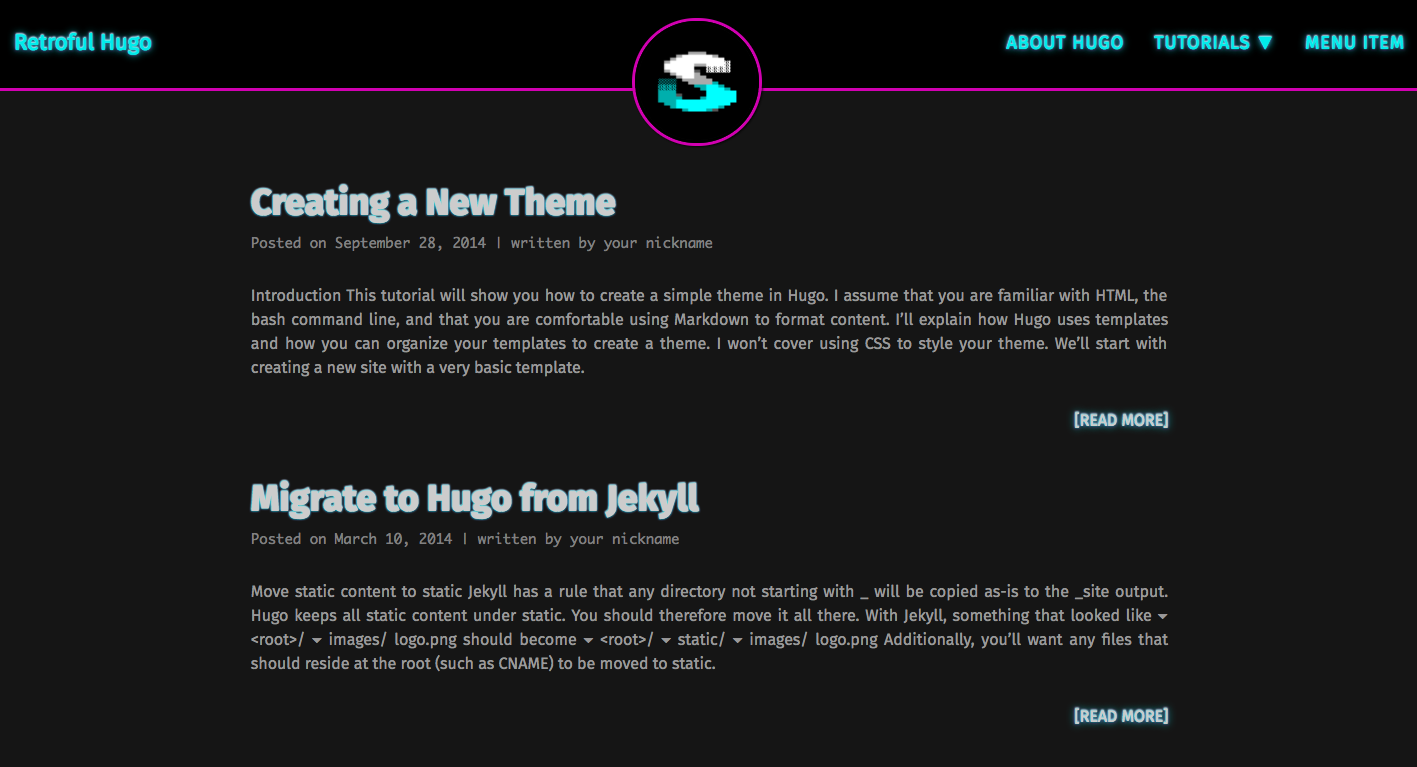 Retroful Hugo
ABOUT HUGO TUTORIALS ▼ MENU ITEM
S
Creating a New Theme
Posted on September 28, 2014 | written by your nickname
Introduction This tutorial will show you how to create a simple theme in Hugo. I assume that you are familiar with HTML, the
bash command line, and that you are comfortable using Markdown to format content. I’ll explain how Hugo uses templates
and how you can organize your templates to create a theme. I won’t cover using CSS to style your theme. We’ll start with
creating a new site with a very basic template.
[READ MORE]
Migrate to Hugo from Jekyll
Posted on March 10, 2014 | written by your nickname
Move static content to static Jekyll has a rule that any directory not starting with _ will be copied as-is to the _site output.
Hugo keeps all static content under static. You should therefore move it all there. With Jekyll, something that looked like ▾
<root>/ ▾ images/ logo.png should become ▾ <root>/ ▾ static/ ▾ images/ logo.png Additionally, you’ll want any files that
should reside at the root (such as CNAME) to be moved to static.
[READ MORE]